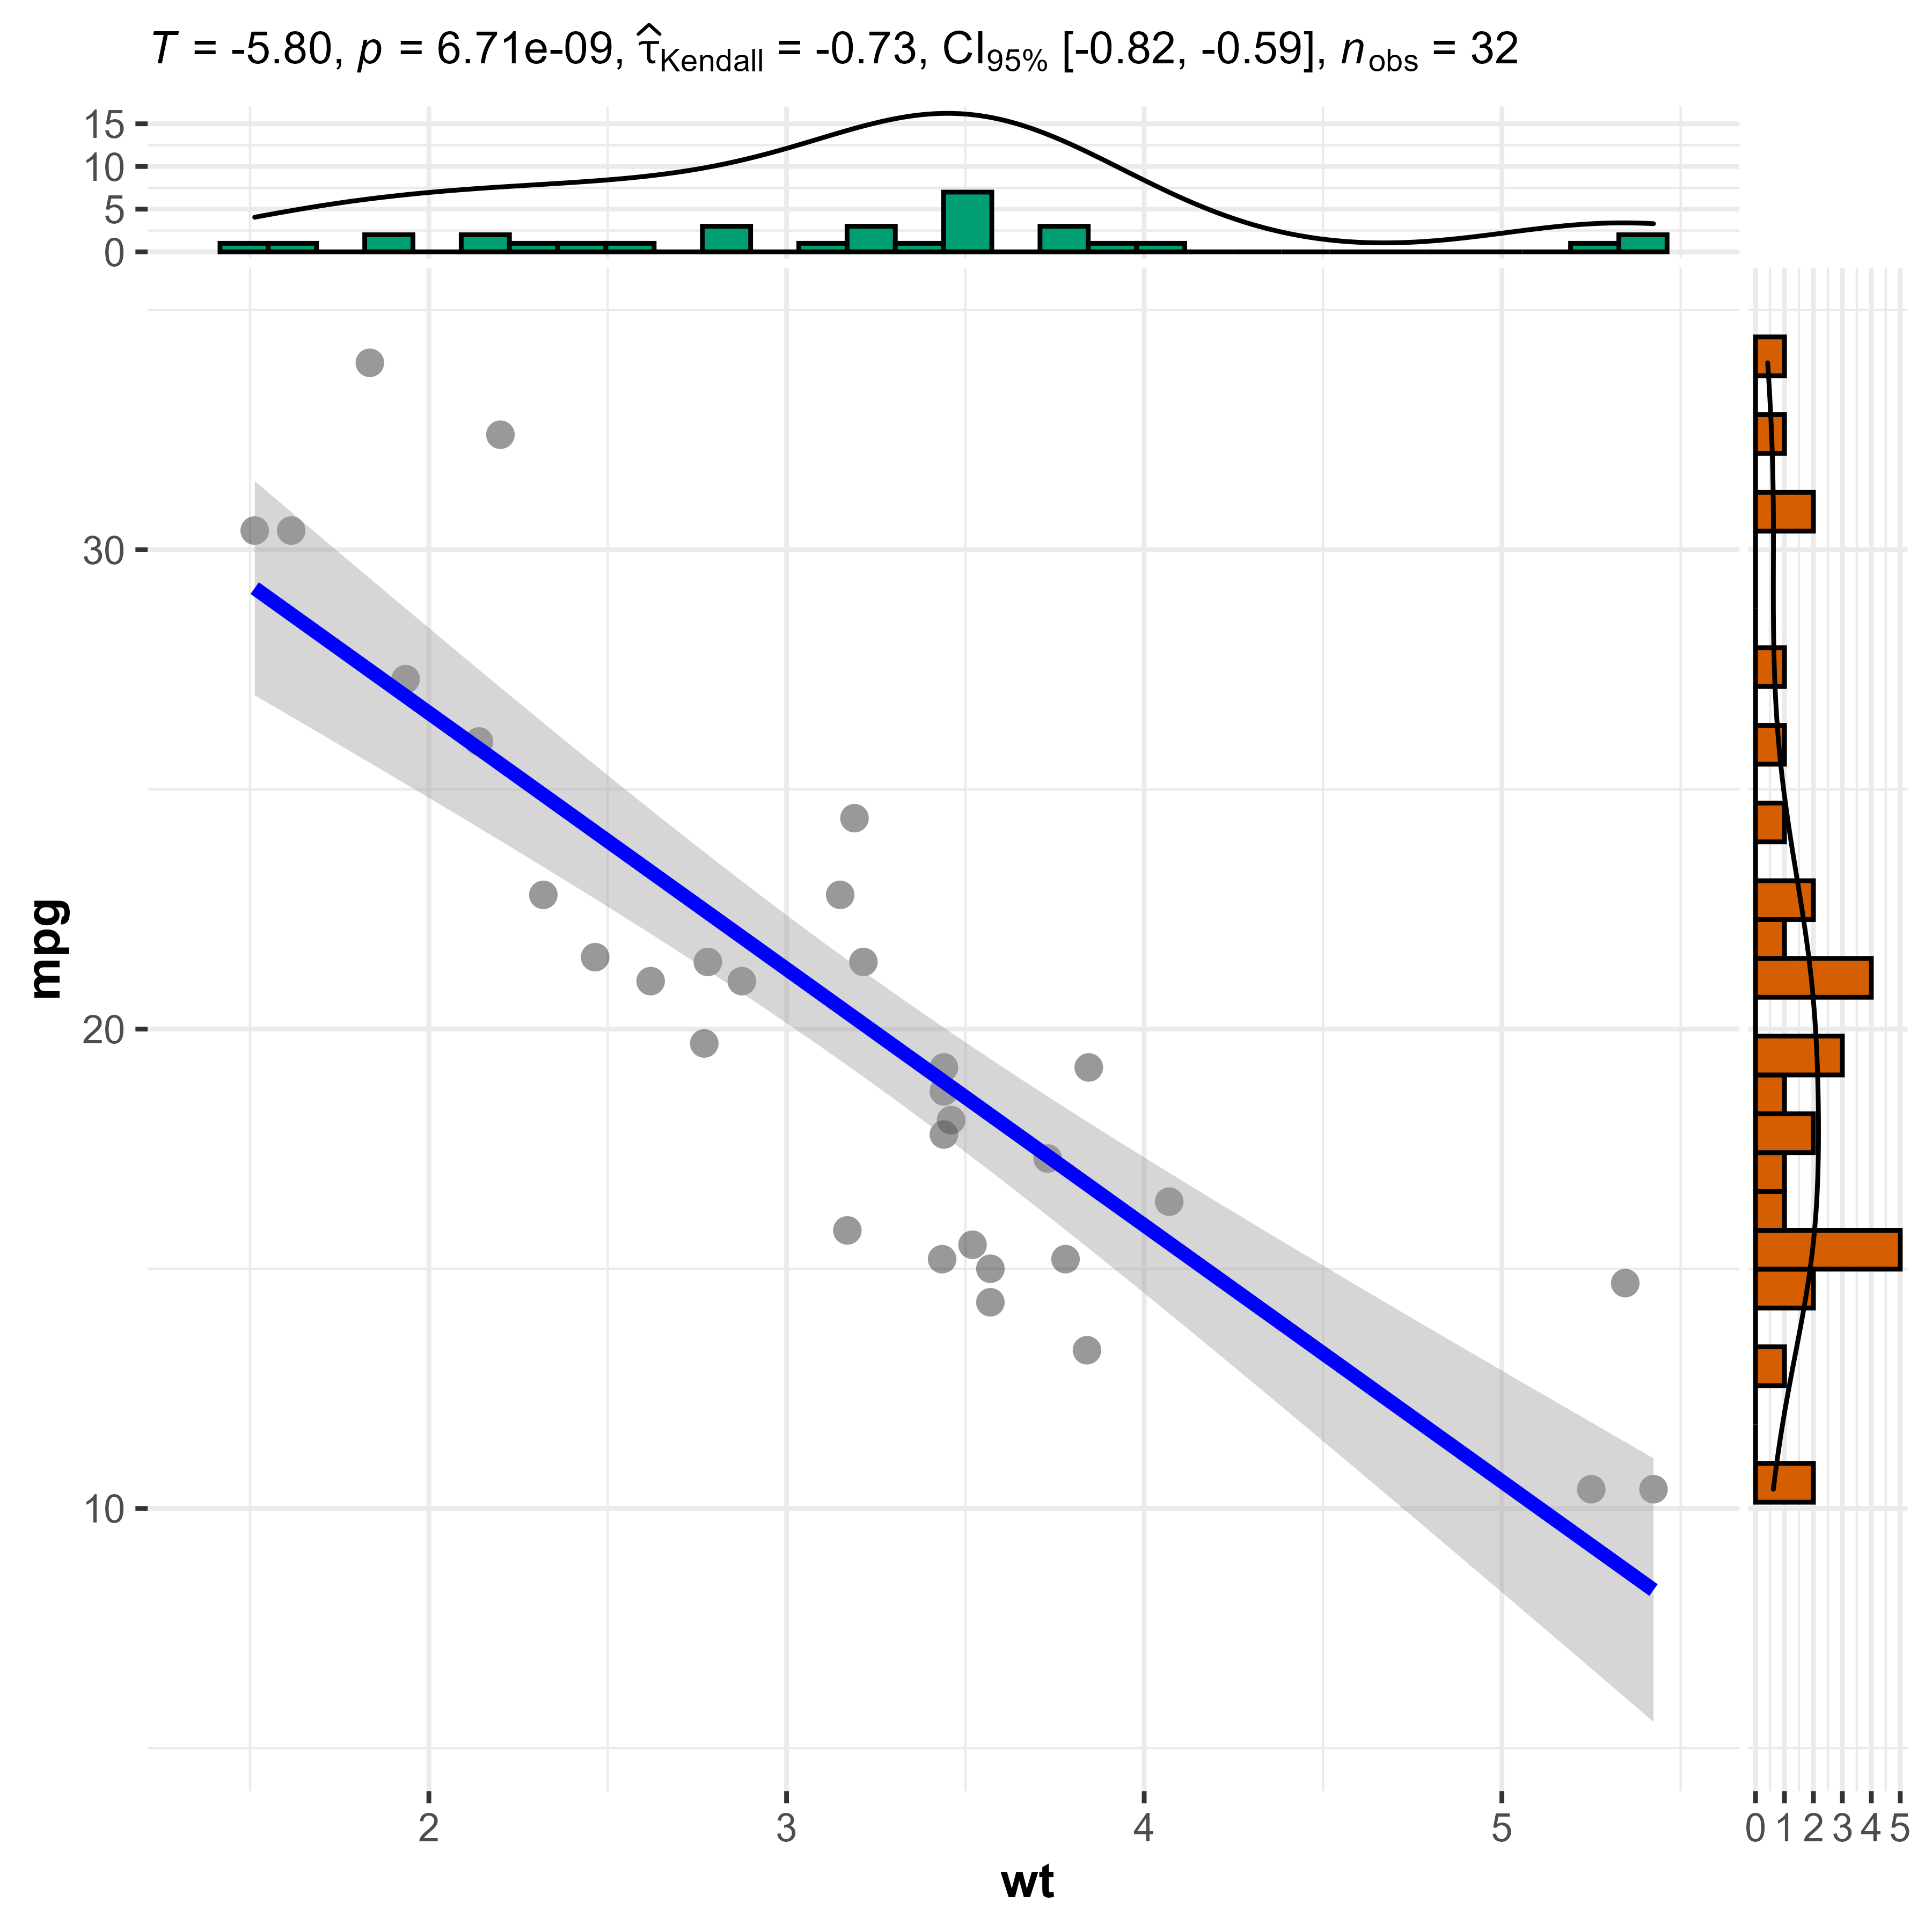 T = -5.80, p = 6.71e-09, τ̂Kendall = -0.73, CI95% [-0.82, -0.59], nobs = 32
15
10
5
0
30
20
10
mpg
2 3 4 5
0 1 2 3 4 5
wt